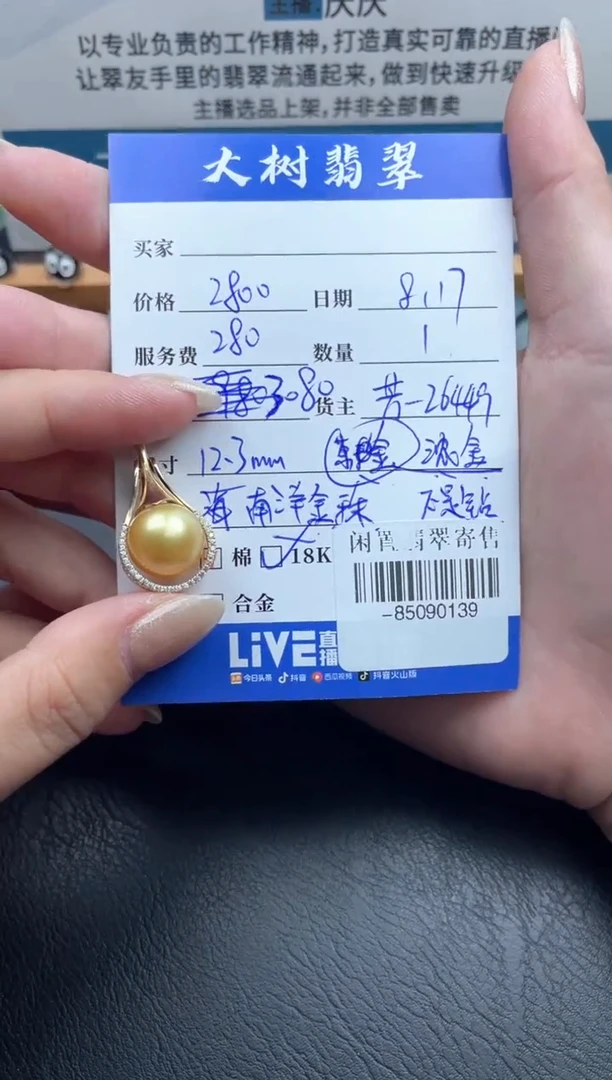 主播:庆庆
以专业负责的工作精神,打造真实可靠的直播
让翠友手里的翡翠流通起来,做到快速升级
主播选品上架,并非全部售卖
大树翡翠
买家
价格 2800 日期 8.17
服务费 280 数量 1
3080 货主 芳-26449
寸 12.3mm 浓金
海南洋金珠 不是钻
棉 18K
合金
闲置翡翠寄售
-85090139
LiVE直播
今日头条 抖音 西瓜视频 抖音火山版